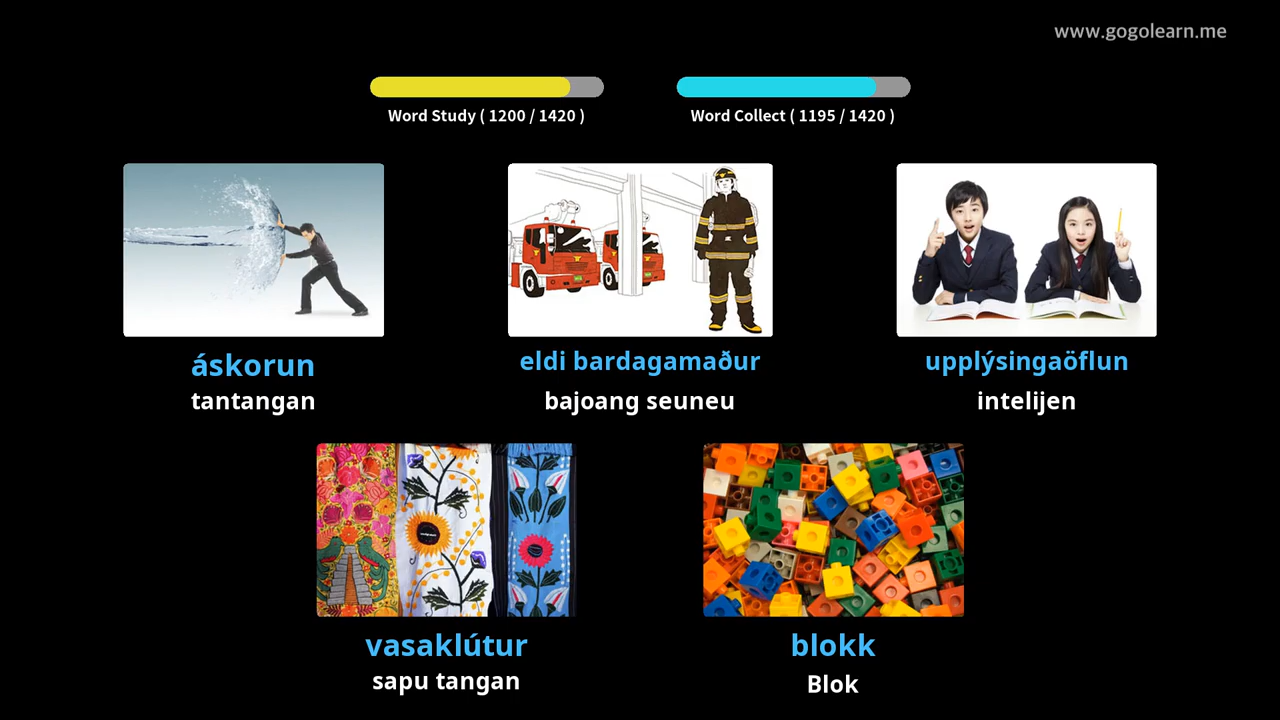 www.gogolearn.me
Word Study ( 1200 / 1420 )
Word Collect ( 1195 / 1420 )
áskorun
tantangan
eldi bardagamaður
bajoang seuneu
upplýsingaöflun
intelijen
vasaklútur
sapu tangan
blokk
Blok